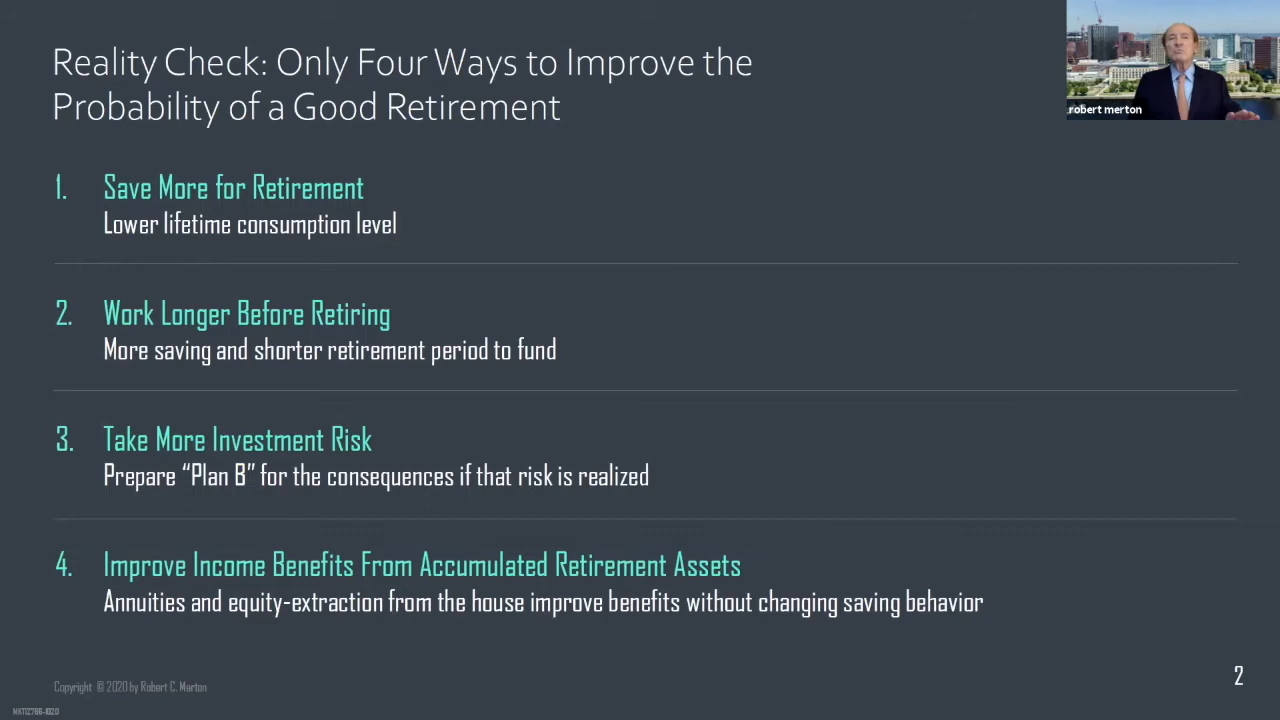 Reality Check: Only Four Ways to Improve the
Probability of a Good Retirement
robert merton
1. Save More for Retirement
Lower lifetime consumption level
2. Work Longer Before Retiring
More saving and shorter retirement period to fund
3. Take More Investment Risk
Prepare “Plan B” for the consequences if that risk is realized
4. Improve Income Benefits From Accumulated Retirement Assets
Annuities and equity-extraction from the house improve benefits without changing saving behavior
2
Copyright © 2020 by Robert C. Merton
MKT12766-1020